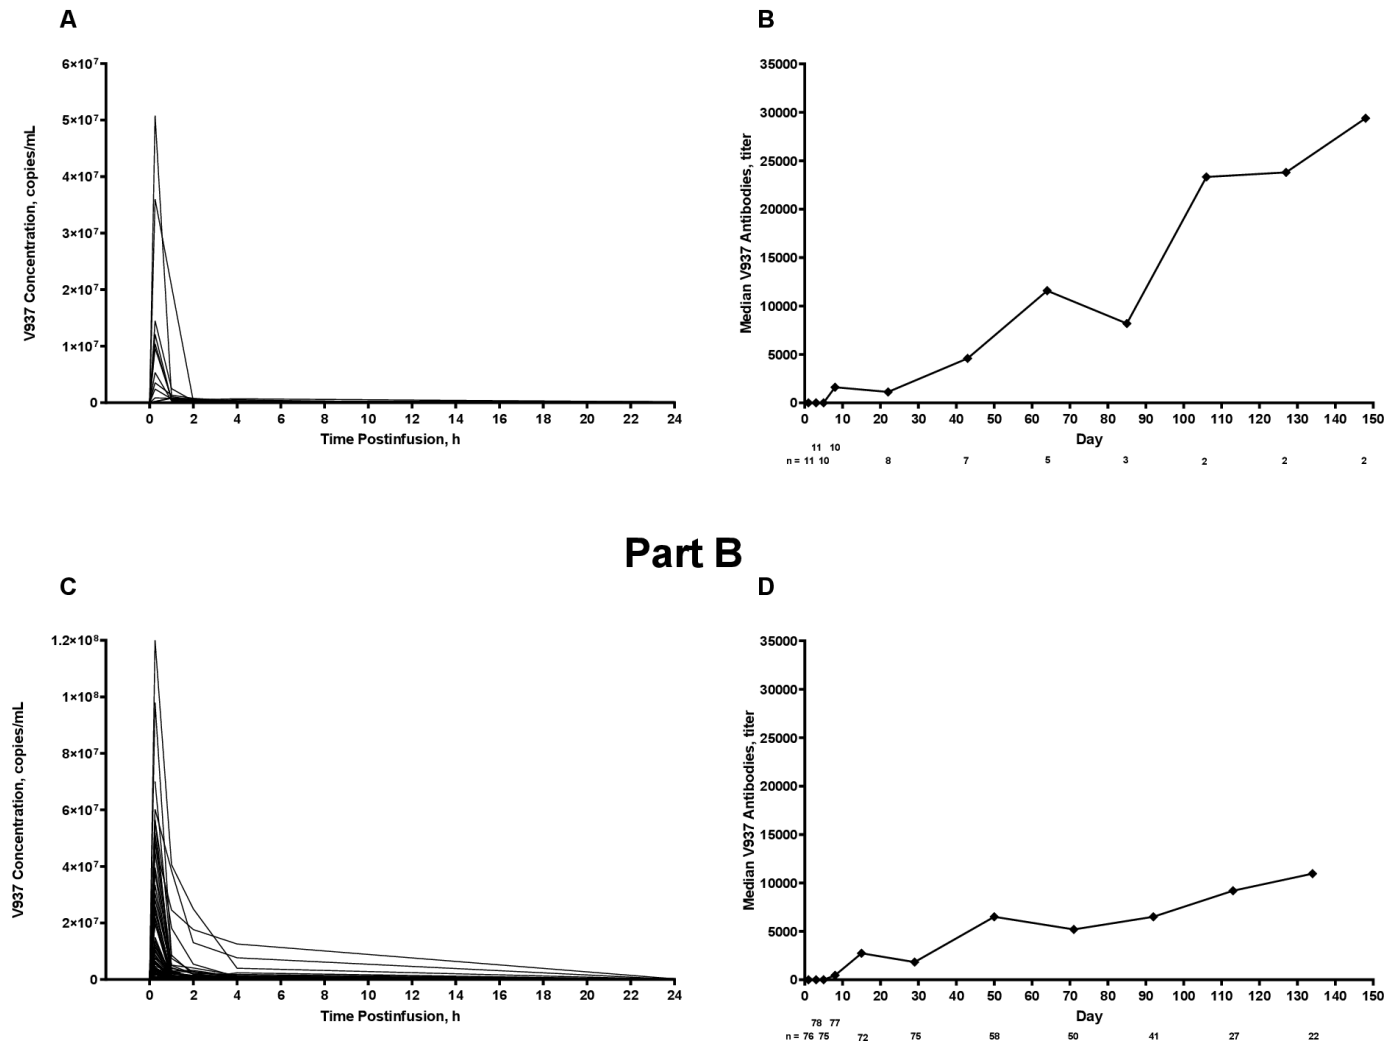 A
6×10⁷
5×10⁷
4×10⁷
3×10⁷
2×10⁷
1×10⁷
0
V937 Concentration, copies/mL
0 2 4 6 8 10 12 14 16 18 20 22 24
Time Postinfusion, h
B
35000
30000
25000
20000
15000
10000
5000
0
Median V937 Antibodies, titer
0 10 20 30 40 50 60 70 80 90 100 110 120 130 140 150
Day
11 10
n = 11 10 8 7 5 3 2 2 2
Part B
C
1.2×10⁸
1×10⁸
8×10⁷
6×10⁷
4×10⁷
2×10⁷
0
V937 Concentration, copies/mL
0 2 4 6 8 10 12 14 16 18 20 22 24
Time Postinfusion, h
D
35000
30000
25000
20000
15000
10000
5000
0
Median V937 Antibodies, titer
0 10 20 30 40 50 60 70 80 90 100 110 120 130 140 150
Day
78 77
n = 76 75 72 75 58 50 41 27 22